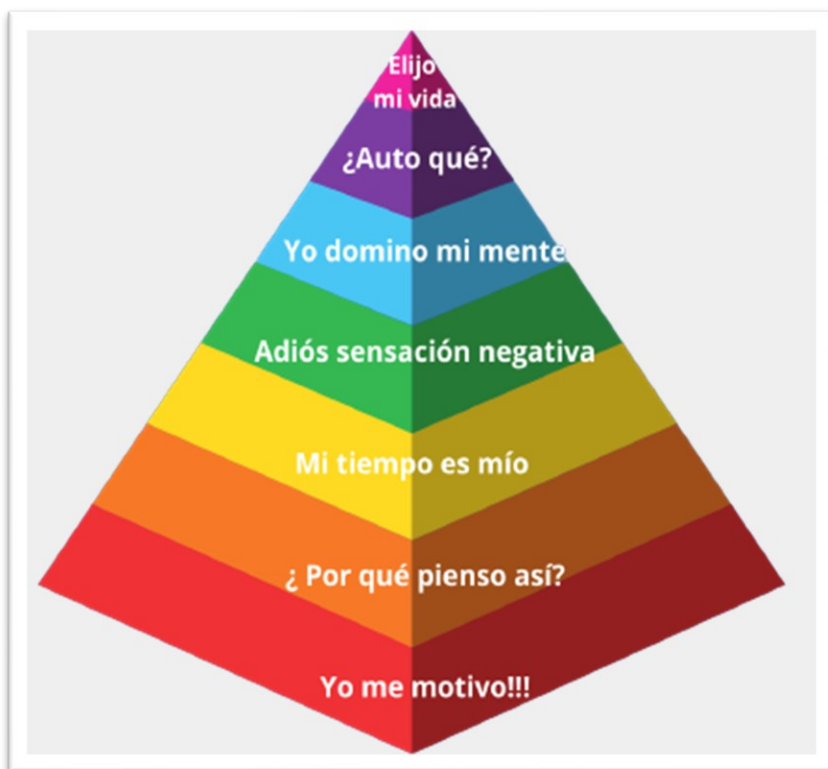 Elijo
mi vida
¿Auto qué?
Yo domino mi mente
Adiós sensación negativa
Mi tiempo es mío
¿ Por qué pienso así?
Yo me motivo!!!